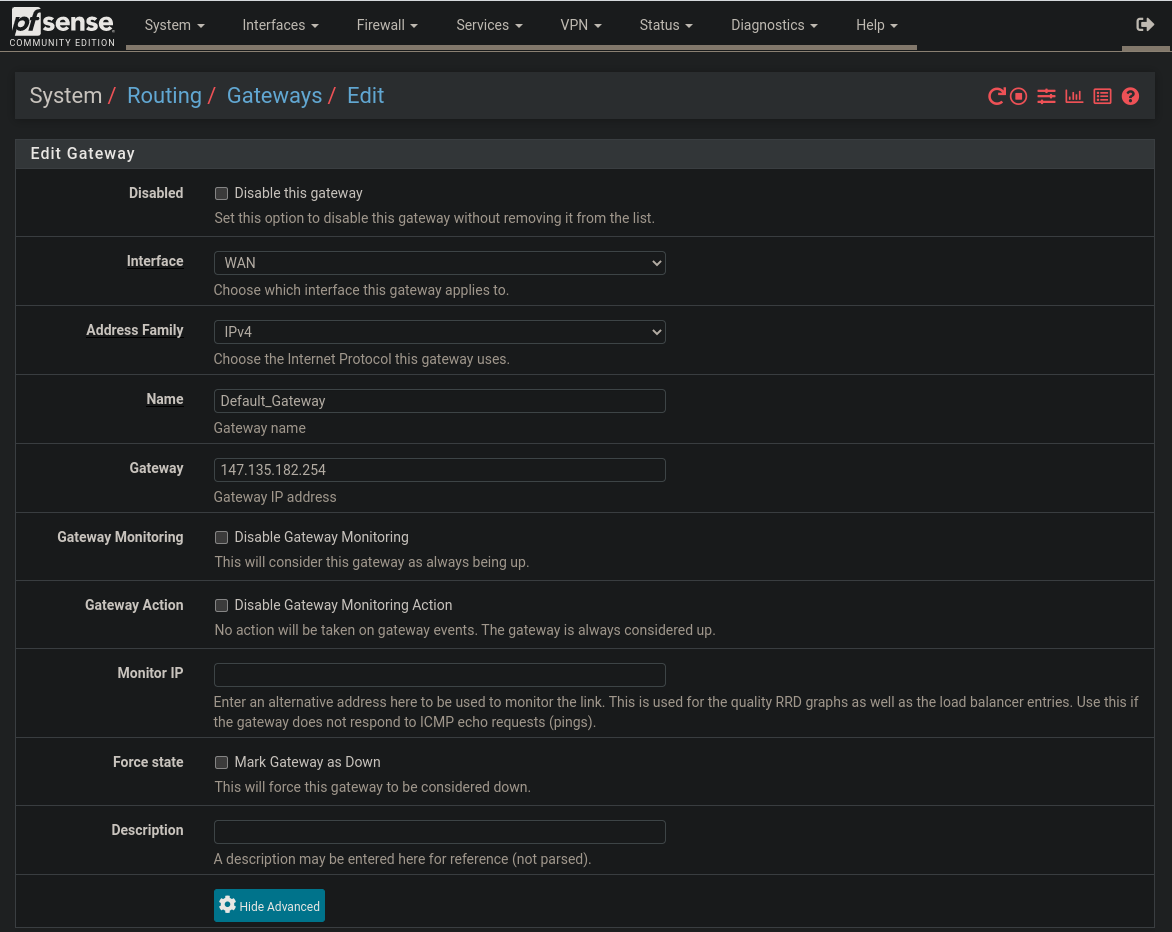 pfsense
COMMUNITY EDITION
System Interfaces Firewall Services VPN Status Diagnostics Help
System / Routing / Gateways / Edit
Edit Gateway
Disabled Disable this gateway
Set this option to disable this gateway without removing it from the list.
Interface WAN
Choose which interface this gateway applies to.
Address Family IPv4
Choose the Internet Protocol this gateway uses.
Name Default_Gateway
Gateway name
Gateway 147.135.182.254
Gateway IP address
Gateway Monitoring Disable Gateway Monitoring
This will consider this gateway as always being up.
Gateway Action Disable Gateway Monitoring Action
No action will be taken on gateway events. The gateway is always considered up.
Monitor IP
Enter an alternative address here to be used to monitor the link. This is used for the quality RRD graphs as well as the load balancer entries. Use this if
the gateway does not respond to ICMP echo requests (pings).
Force state Mark Gateway as Down
This will force this gateway to be considered down.
Description
A description may be entered here for reference (not parsed).
Hide Advanced